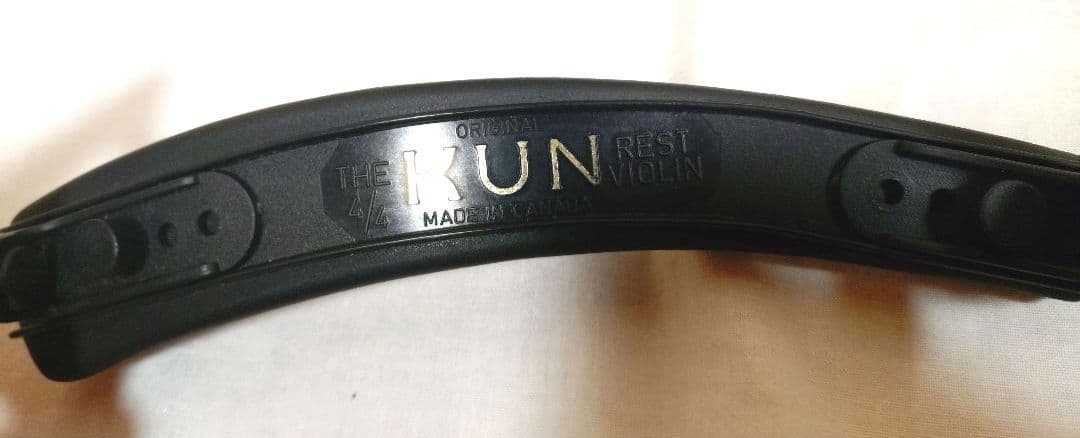 ORIGINAL
THE KUN REST
4/4 VIOLIN
MADE IN CANADA